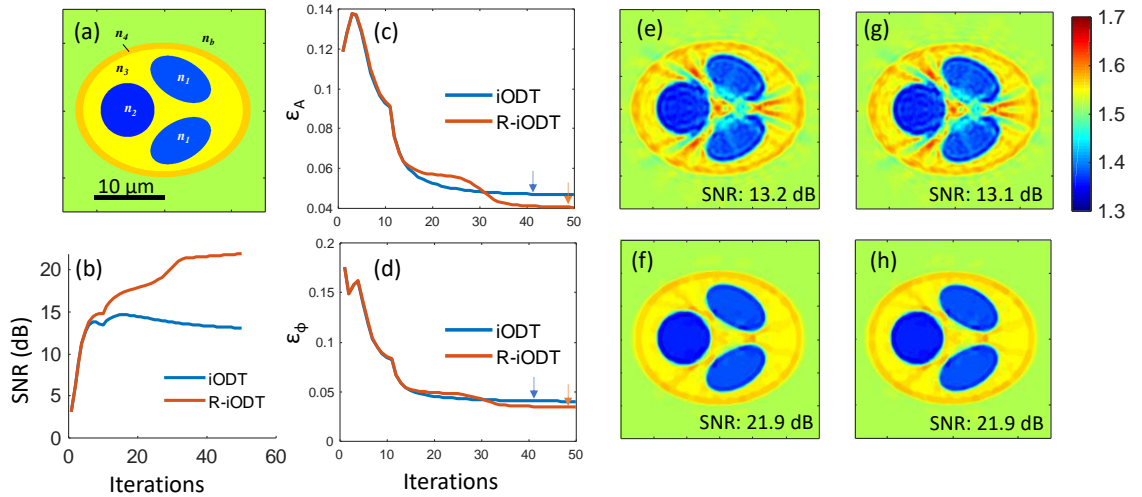 (a)
n4
nb
n3
n1
n2
n1
10 μm
(c)
0.14
0.12
0.1
0.08
0.06
0.04
εA
iODT
R-iODT
0 10 20 30 40 50
(e)
SNR: 13.2 dB
(g)
SNR: 13.1 dB
1.7
1.6
1.5
1.4
1.3
(b)
20
15
10
5
0
SNR (dB)
iODT
R-iODT
0 20 40 60
Iterations
(d)
0.2
0.15
0.1
0.05
0
εϕ
iODT
R-iODT
0 10 20 30 40 50
Iterations
(f)
SNR: 21.9 dB
(h)
SNR: 21.9 dB